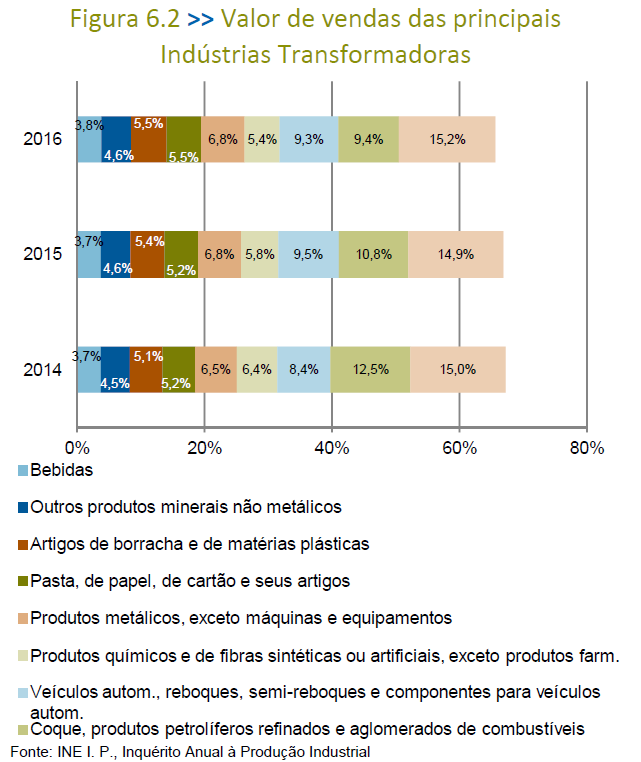 Figura 6.2 >> Valor de vendas das principais
Indústrias Transformadoras
2016
3,8%
4,6%
5,5%
5,5%
6,8%
5,4%
9,3%
9,4%
15,2%
2015
3,7%
4,6%
5,4%
5,2%
6,8%
5,8%
9,5%
10,8%
14,9%
2014
3,7%
4,5%
5,1%
5,2%
6,5%
6,4%
8,4%
12,5%
15,0%
0% 20% 40% 60% 80%
Bebidas
Outros produtos minerais não metálicos
Artigos de borracha e de matérias plásticas
Pasta, de papel, de cartão e seus artigos
Produtos metálicos, exceto máquinas e equipamentos
Produtos químicos e de fibras sintéticas ou artificiais, exceto produtos farm.
Veículos autom., reboques, semi-reboques e componentes para veículos
autom.
Coque, produtos petrolíferos refinados e aglomerados de combustíveis
Fonte: INE I. P., Inquérito Anual à Produção Industrial